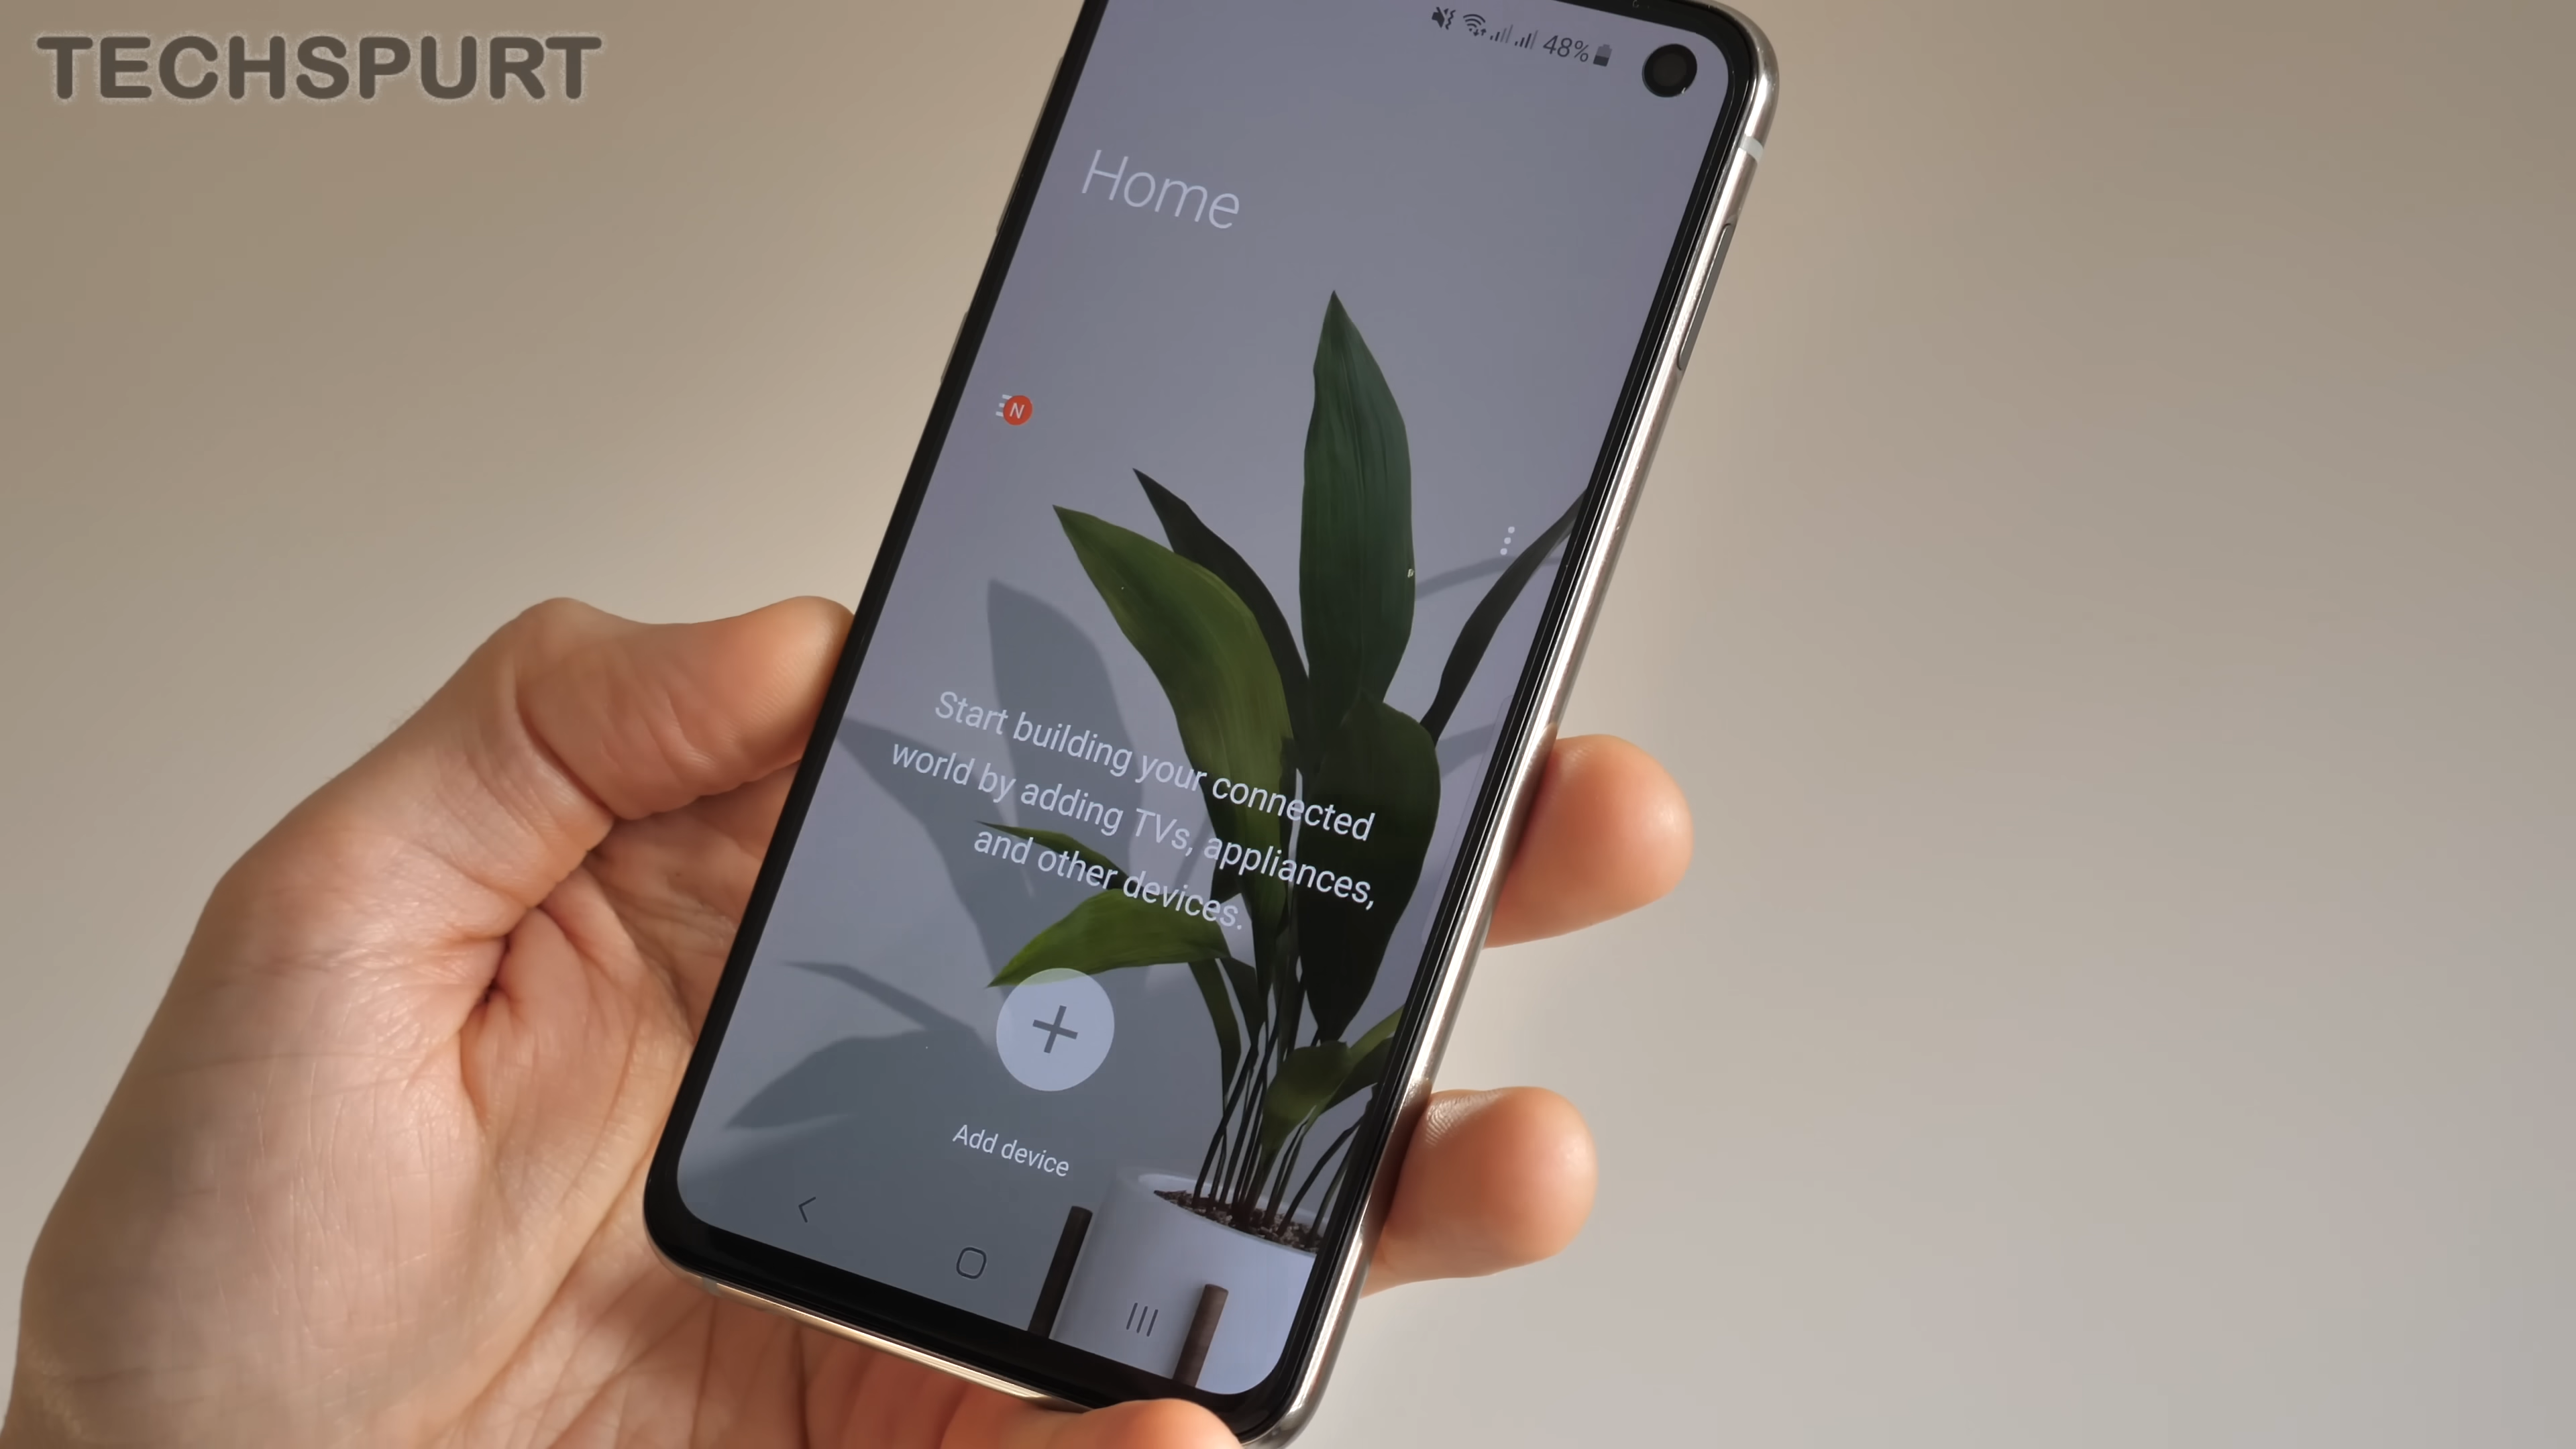 TECHSPURT
48%
Home
N
Start building your connected
world by adding TVs, appliances,
and other devices.
Add device